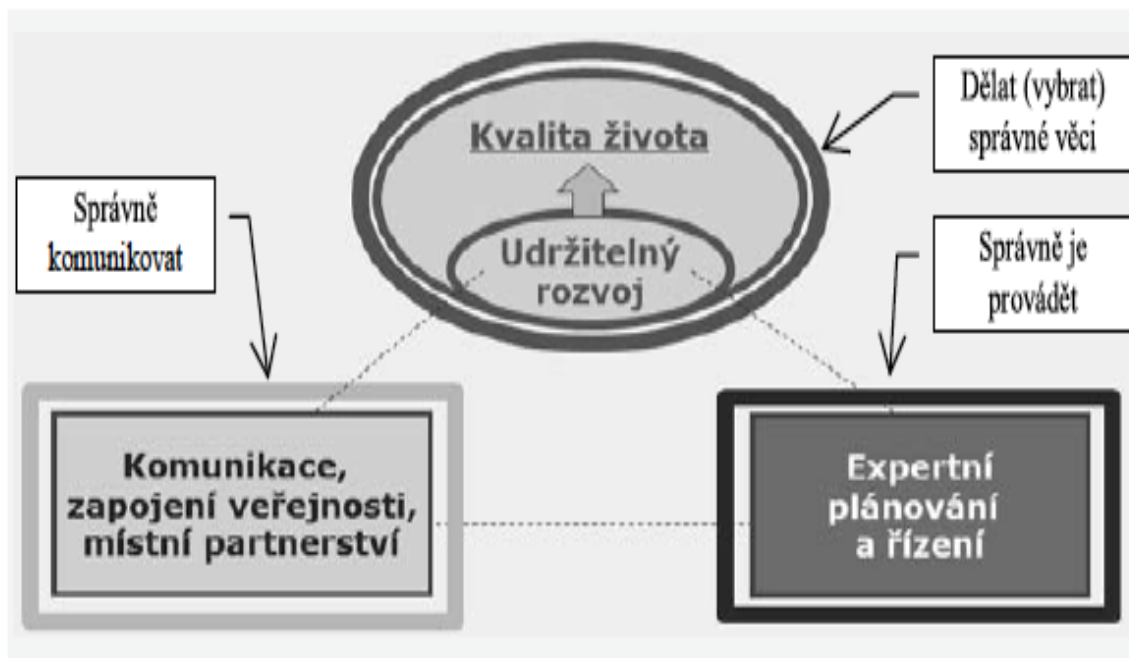 Dělat (vybrat)
správné věci
Kvalita života
Správně
komunikovat
Udržitelný
rozvoj
Správně je
provádět
Komunikace,
zapojení veřejnosti,
místní partnerství
Expertní
plánování
a řízení